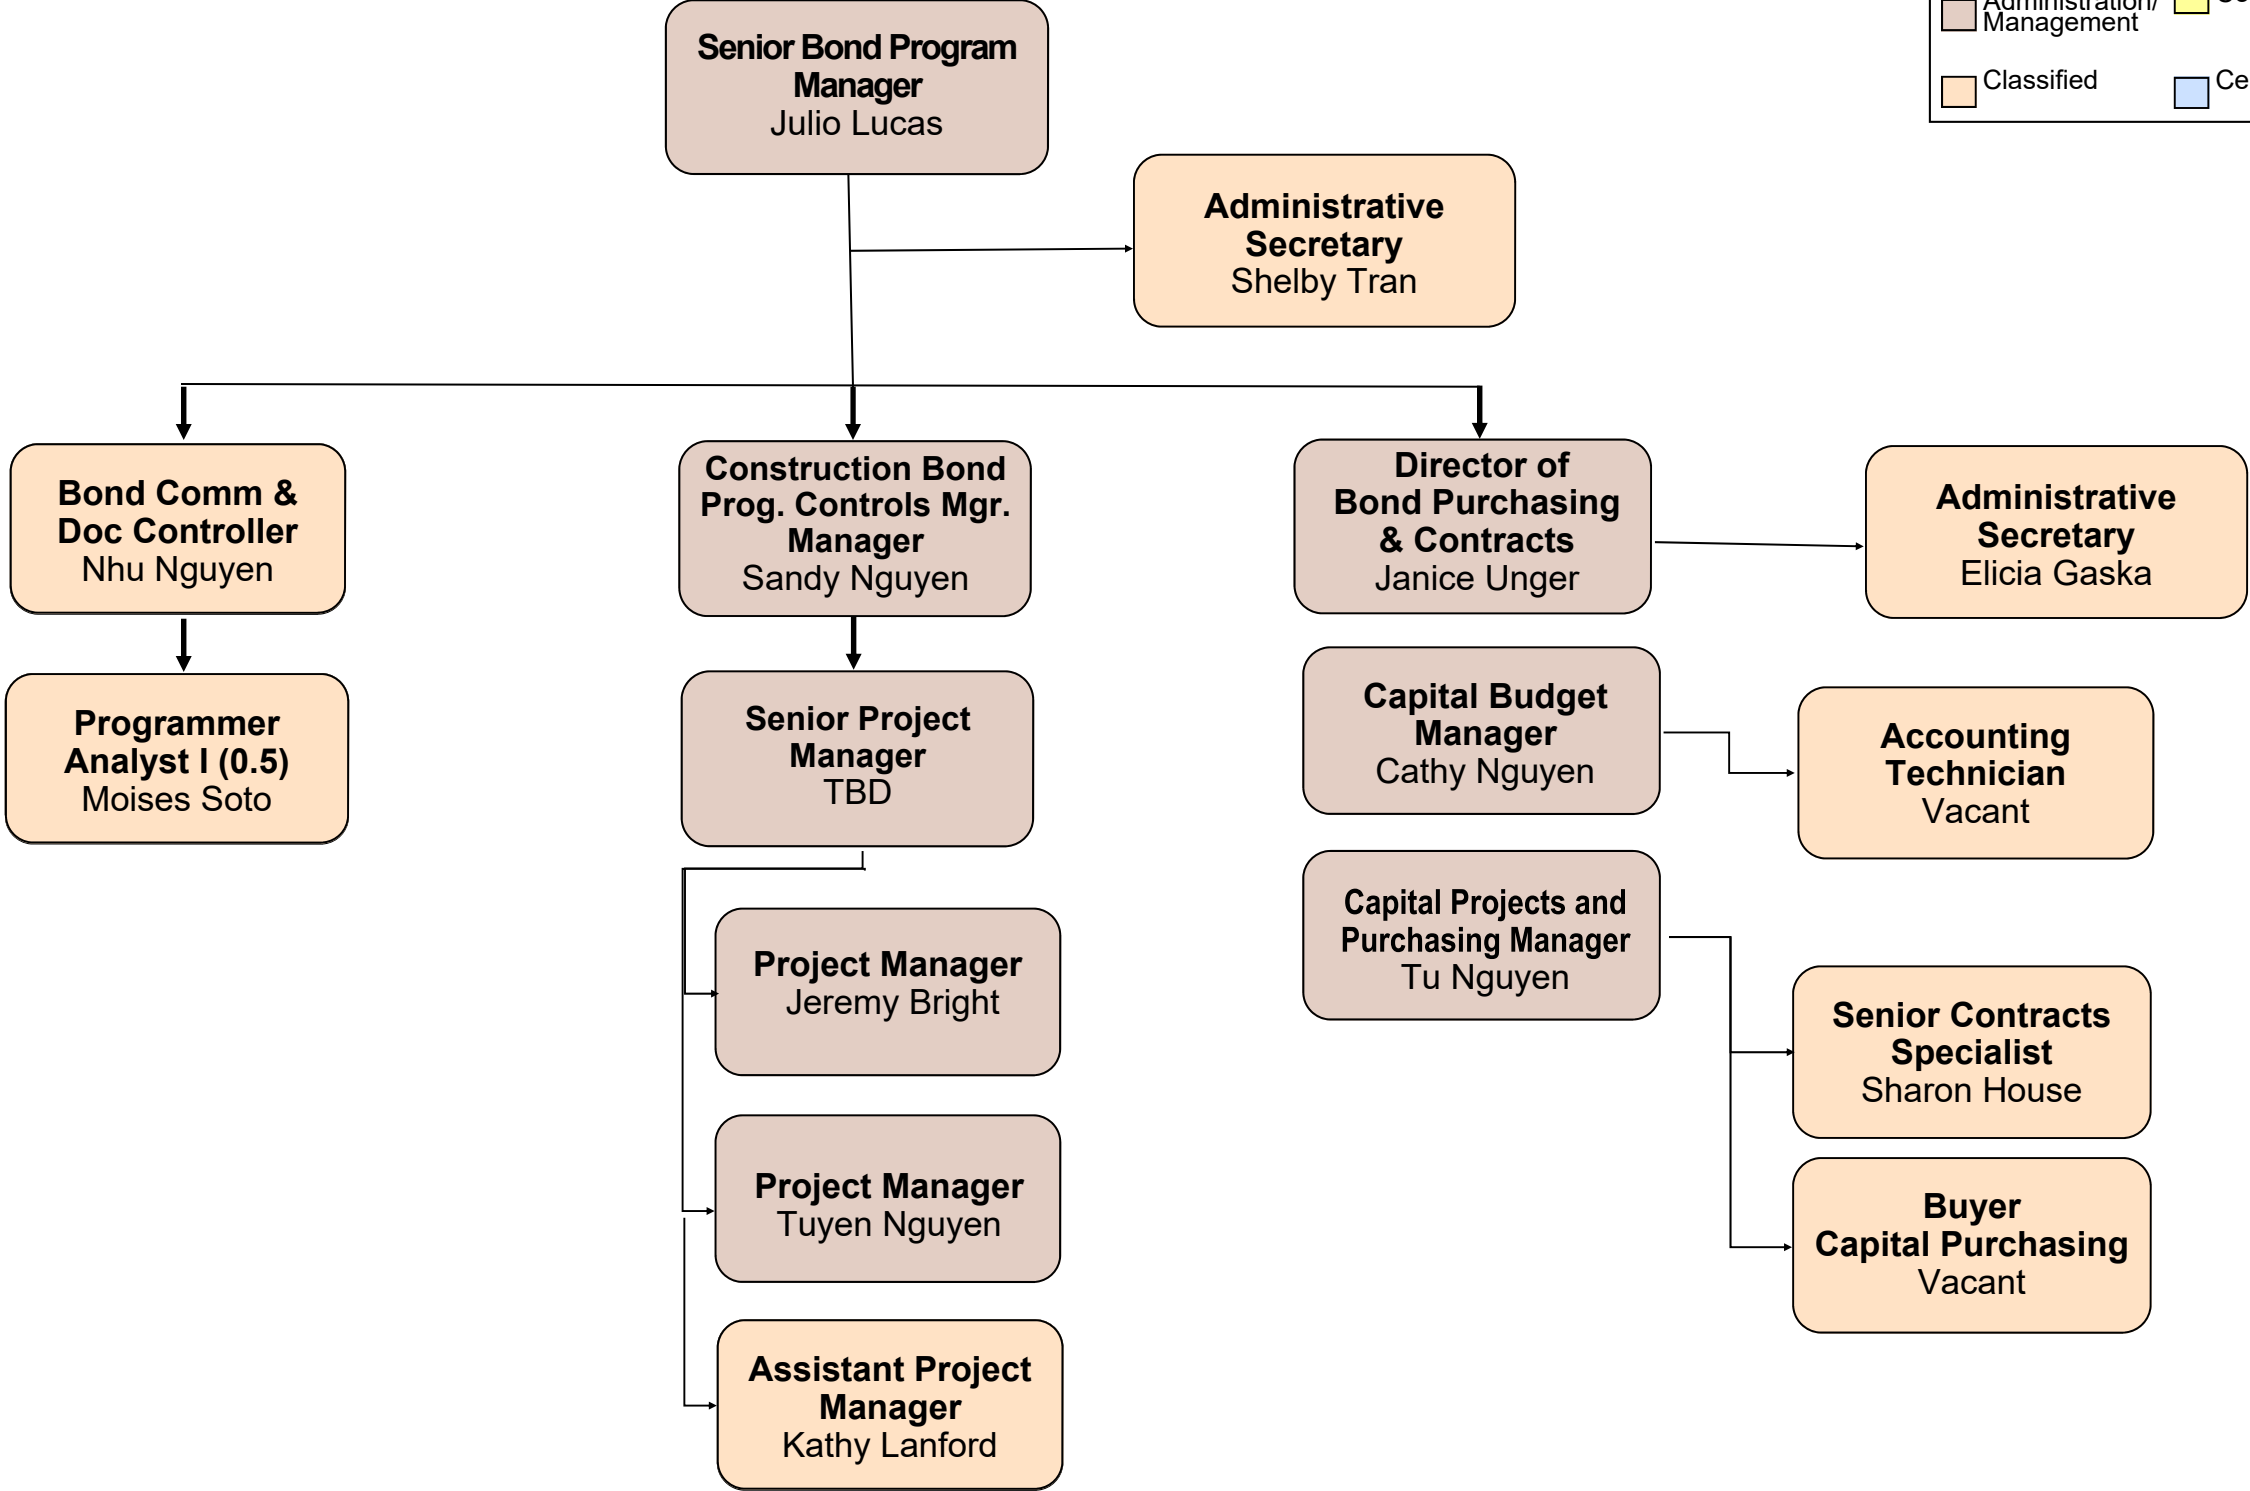 Administration/
Management
Classified
Senior Bond Program
Manager
Julio Lucas
Administrative
Secretary
Shelby Tran
Bond Comm &
Doc Controller
Nhu Nguyen
Construction Bond
Prog. Controls Mgr.
Manager
Sandy Nguyen
Director of
Bond Purchasing
& Contracts
Janice Unger
Administrative
Secretary
Elicia Gaska
Programmer
Analyst I (0.5)
Moises Soto
Senior Project
Manager
TBD
Capital Budget
Manager
Cathy Nguyen
Accounting
Technician
Vacant
Capital Projects and
Purchasing Manager
Tu Nguyen
Project Manager
Jeremy Bright
Senior Contracts
Specialist
Sharon House
Project Manager
Tuyen Nguyen
Buyer
Capital Purchasing
Vacant
Assistant Project
Manager
Kathy Lanford